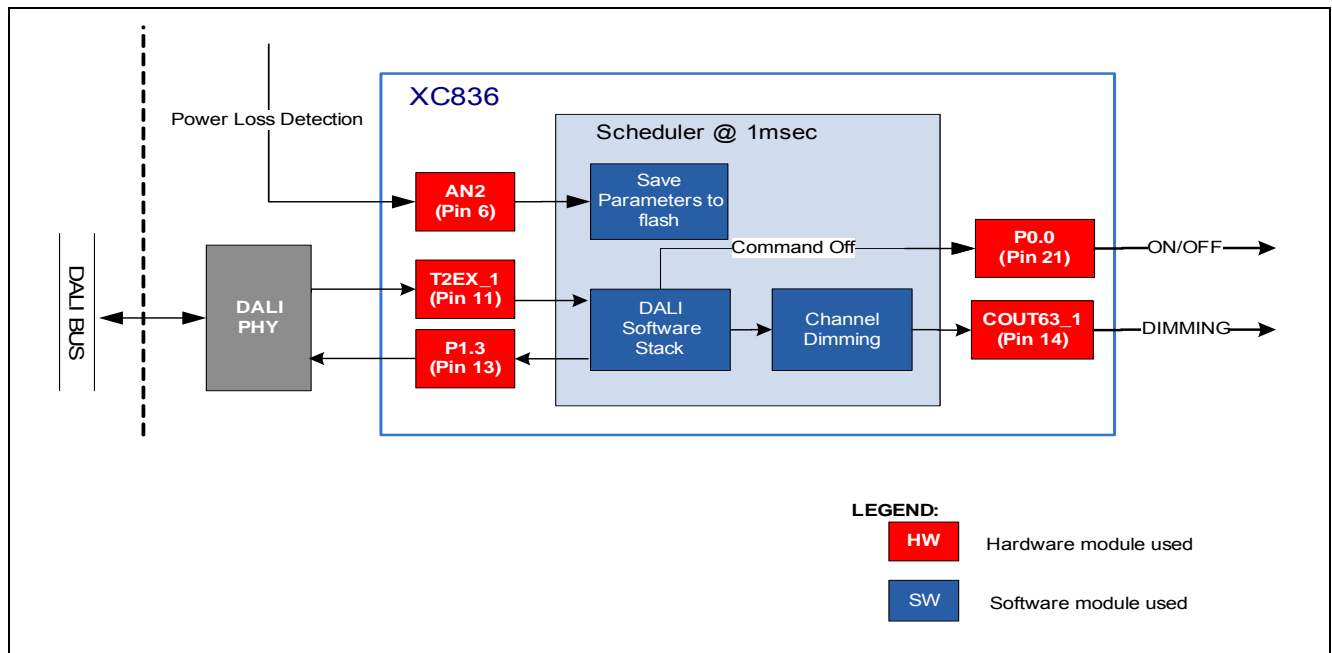 XC836
Power Loss Detection
Scheduler @ 1msec
AN2
(Pin 6)
Save
Parameters to
flash
Command Off
P0.0
(Pin 21)
ON/OFF
DALI BUS
DALI
PHY
T2EX_1
(Pin 11)
P1.3
(Pin 13)
DALI
Software
Stack
Channel
Dimming
COUT63_1
(Pin 14)
DIMMING
LEGEND:
HW
Hardware module used
SW
Software module used